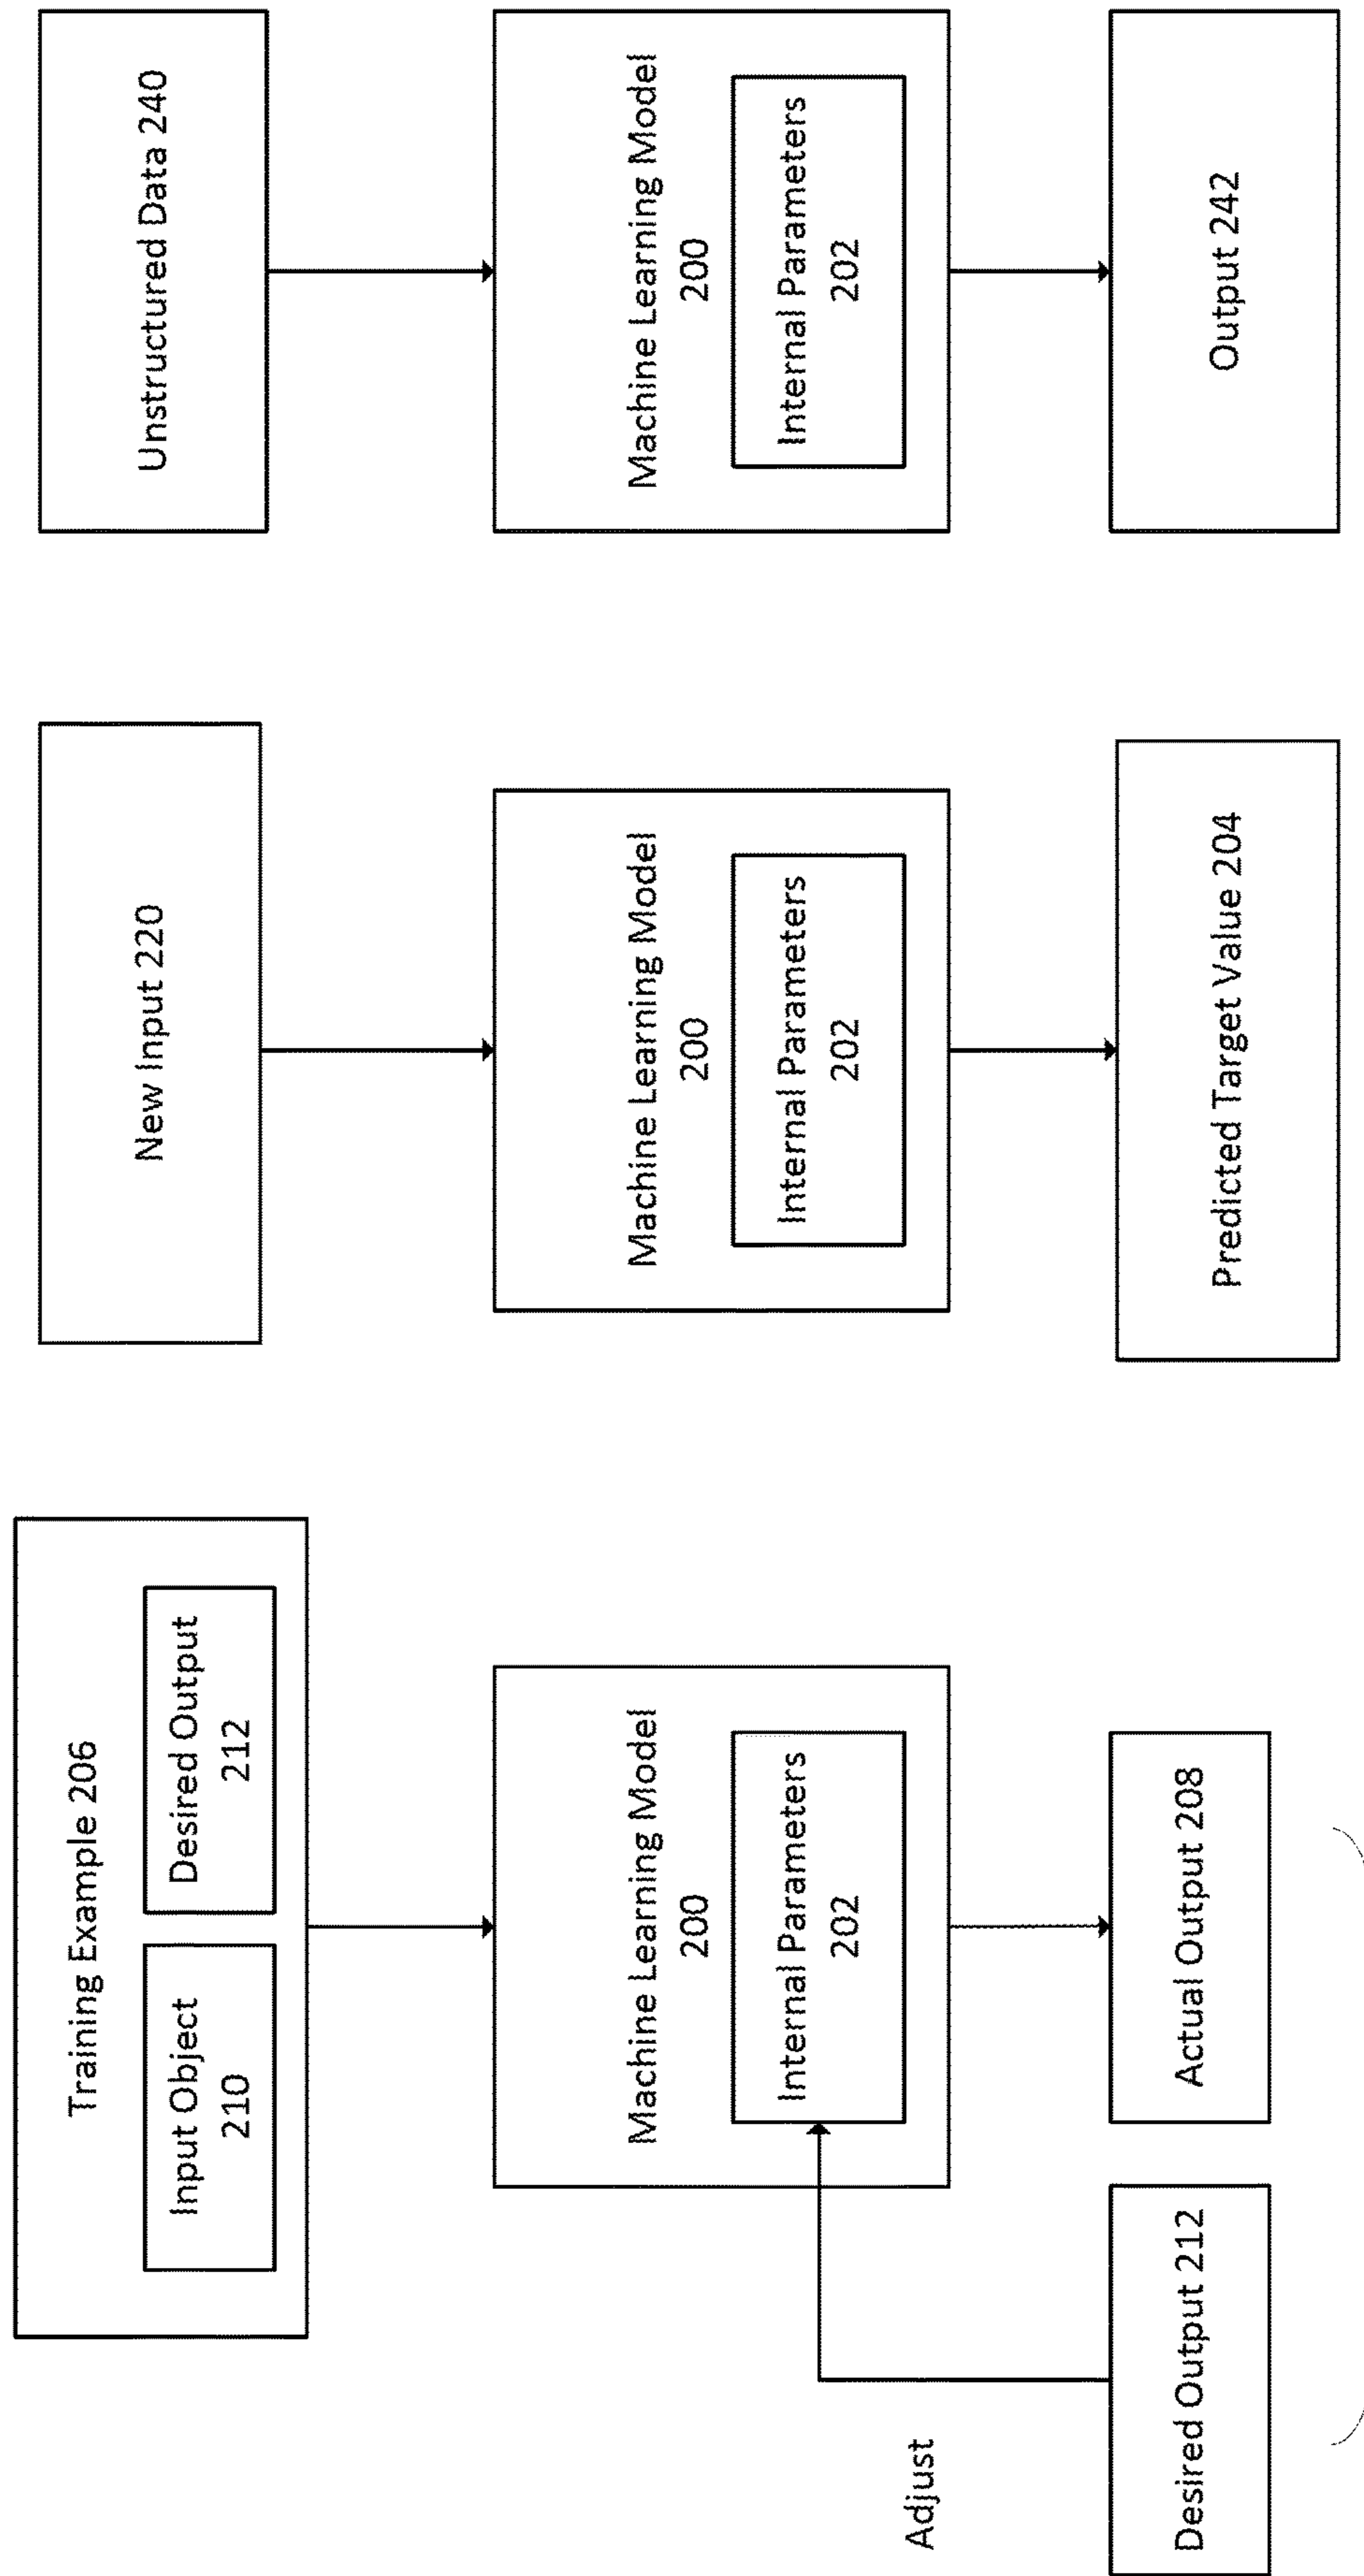 Training Example 206
Input Object
210
Desired Output
212
Machine Learning Model
200
Internal Parameters
202
Adjust
Desired Output 212
Actual Output 208
New Input 220
Machine Learning Model
200
Internal Parameters
202
Predicted Target Value 204
Unstructured Data 240
Machine Learning Model
200
Internal Parameters
202
Output 242